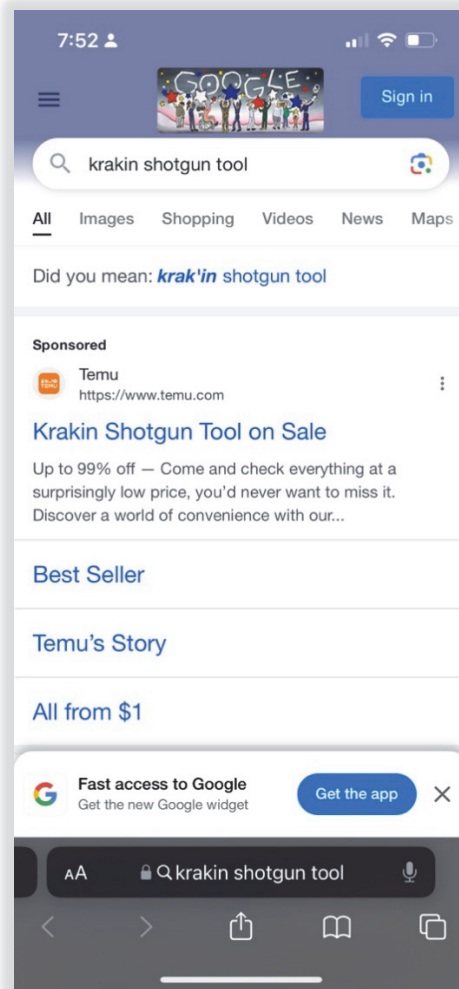 7:52
GOOGLE
Sign in
krakin shotgun tool
All Images Shopping Videos News Maps
Did you mean: krak'in shotgun tool
Sponsored
Temu
https://www.temu.com
Krakin Shotgun Tool on Sale
Up to 99% off — Come and check everything at a
surprisingly low price, you'd never want to miss it.
Discover a world of convenience with our...
Best Seller
Temu's Story
All from $1
G
Fast access to Google
Get the app
Get the new Google widget
AA krakin shotgun tool